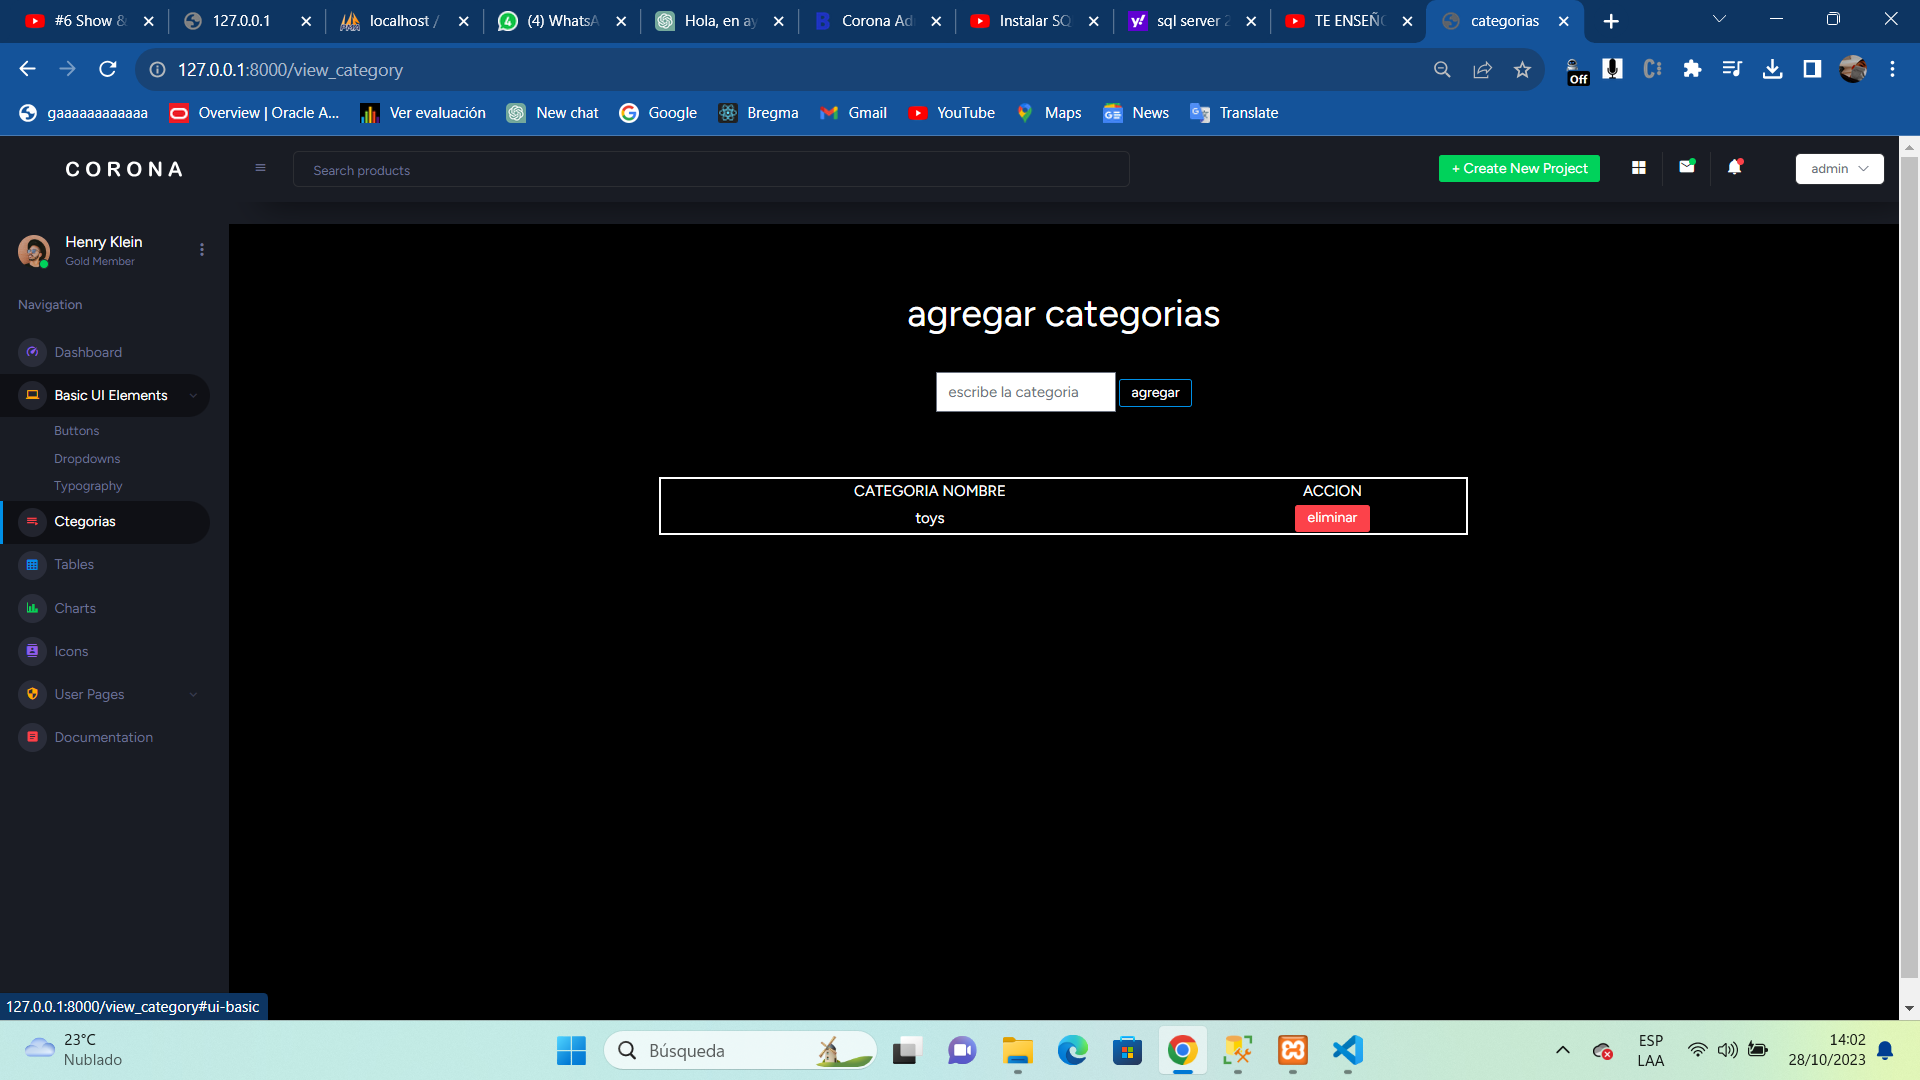 #6 Show &
127.0.0.1
localhost /
(4) WhatsA
Hola, en ay
Corona Ad
Instalar SQ
sql server 2
TE ENSEÑO
categorias
127.0.0.1:8000/view_category
Off
gaaaaaaaaaaaa
Overview | Oracle A...
Ver evaluación
New chat
Google
Bregma
Gmail
YouTube
Maps
News
Translate
CORONA
Search products
+ Create New Project
admin
Henry Klein
Gold Member
Navigation
Dashboard
Basic UI Elements
Buttons
Dropdowns
Typography
Ctegorias
Tables
Charts
Icons
User Pages
Documentation
agregar categorias
escribe la categoria
agregar
CATEGORIA NOMBRE ACCION
toys eliminar
127.0.0.1:8000/view_category#ui-basic
23°C
Nublado
Búsqueda
ESP
LAA
14:02
28/10/2023